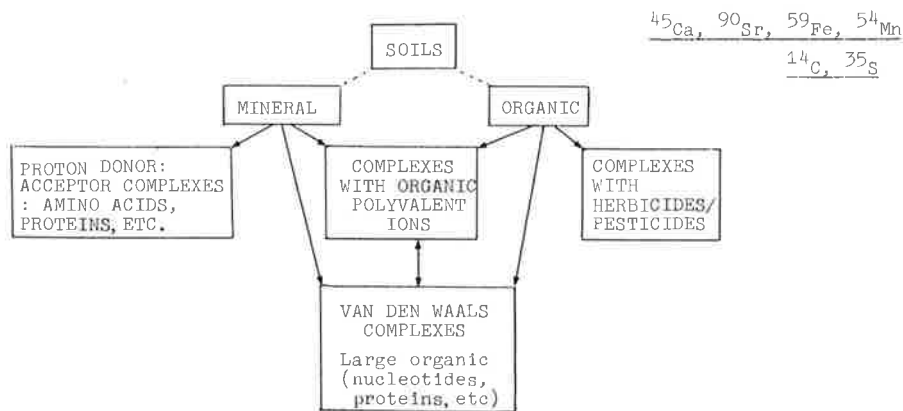 ⁴⁵Ca, ⁹⁰Sr, ⁵⁹Fe, ⁵⁴Mn
¹⁴C, ³⁵S
SOILS
MINERAL
ORGANIC
PROTON DONOR:
ACCEPTOR COMPLEXES
: AMINO ACIDS,
PROTEINS, ETC.
COMPLEXES
WITH ORGANIC
POLYVALENT
IONS
COMPLEXES
WITH
HERBICIDES/
PESTICIDES
VAN DEN WAALS
COMPLEXES
Large organic
(nucleotides,
proteins, etc)